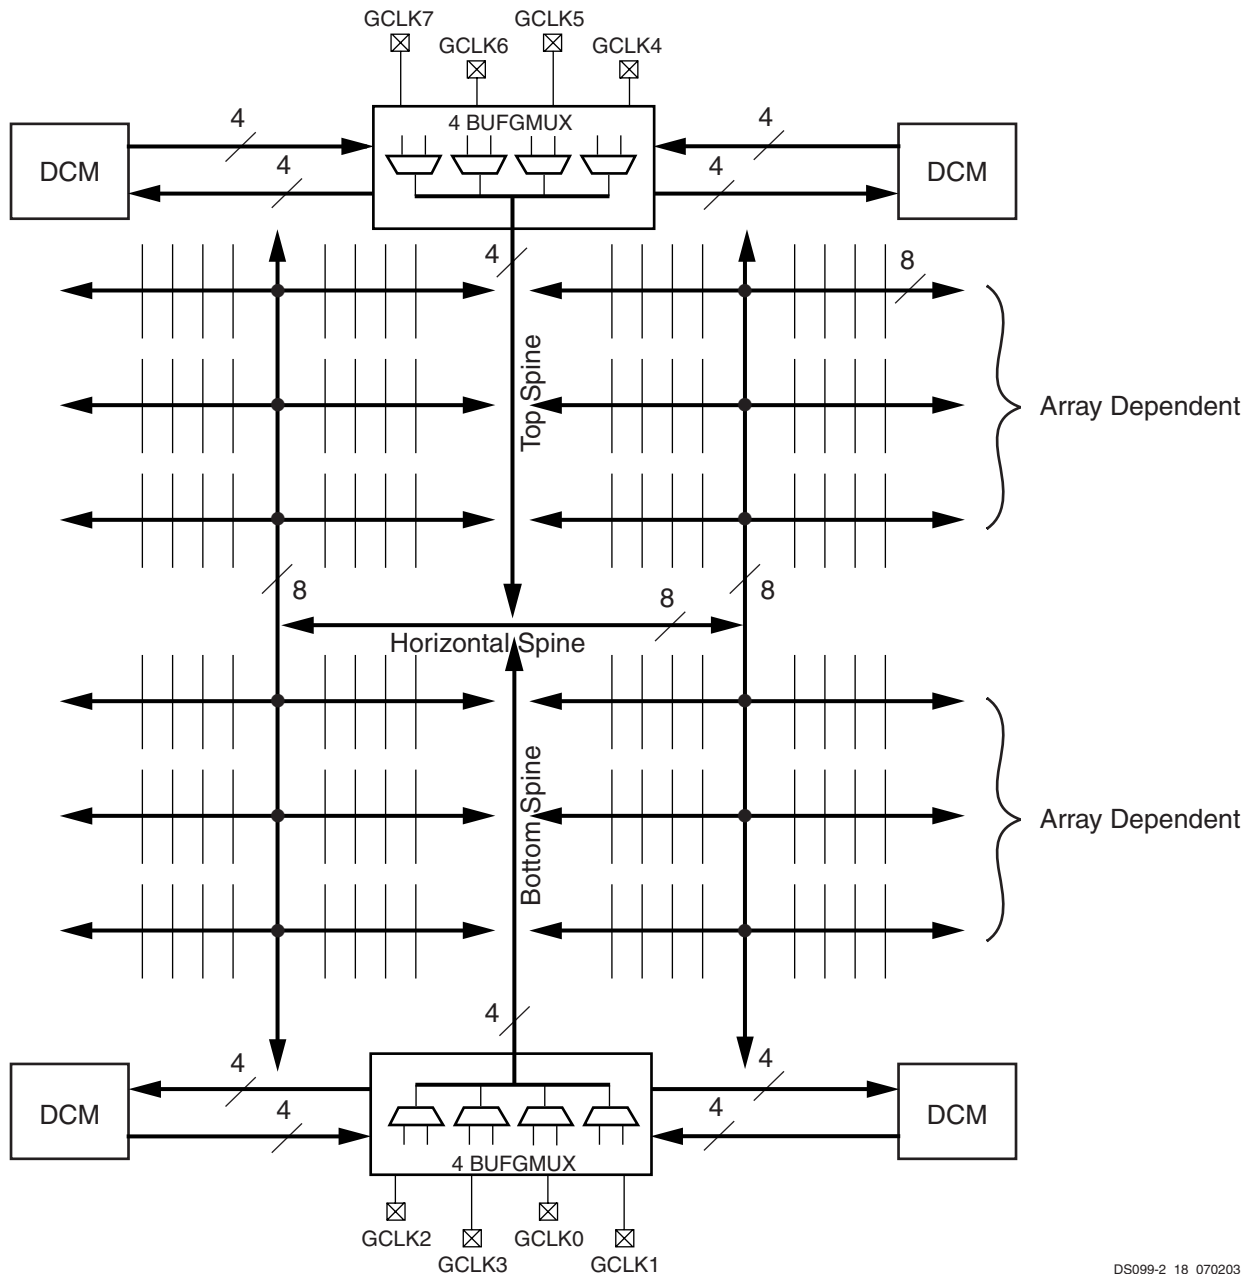 GCLK7
GCLK5
GCLK6
GCLK4
4
4 BUFGMUX
4
DCM
DCM
4
4
4
8
Top Spine
Array Dependent
8
8
8
Horizontal Spine
Bottom Spine
Array Dependent
4
4
4
DCM
DCM
4
4
4 BUFGMUX
GCLK2
GCLK0
GCLK3
GCLK1
DS099-2_18_070203